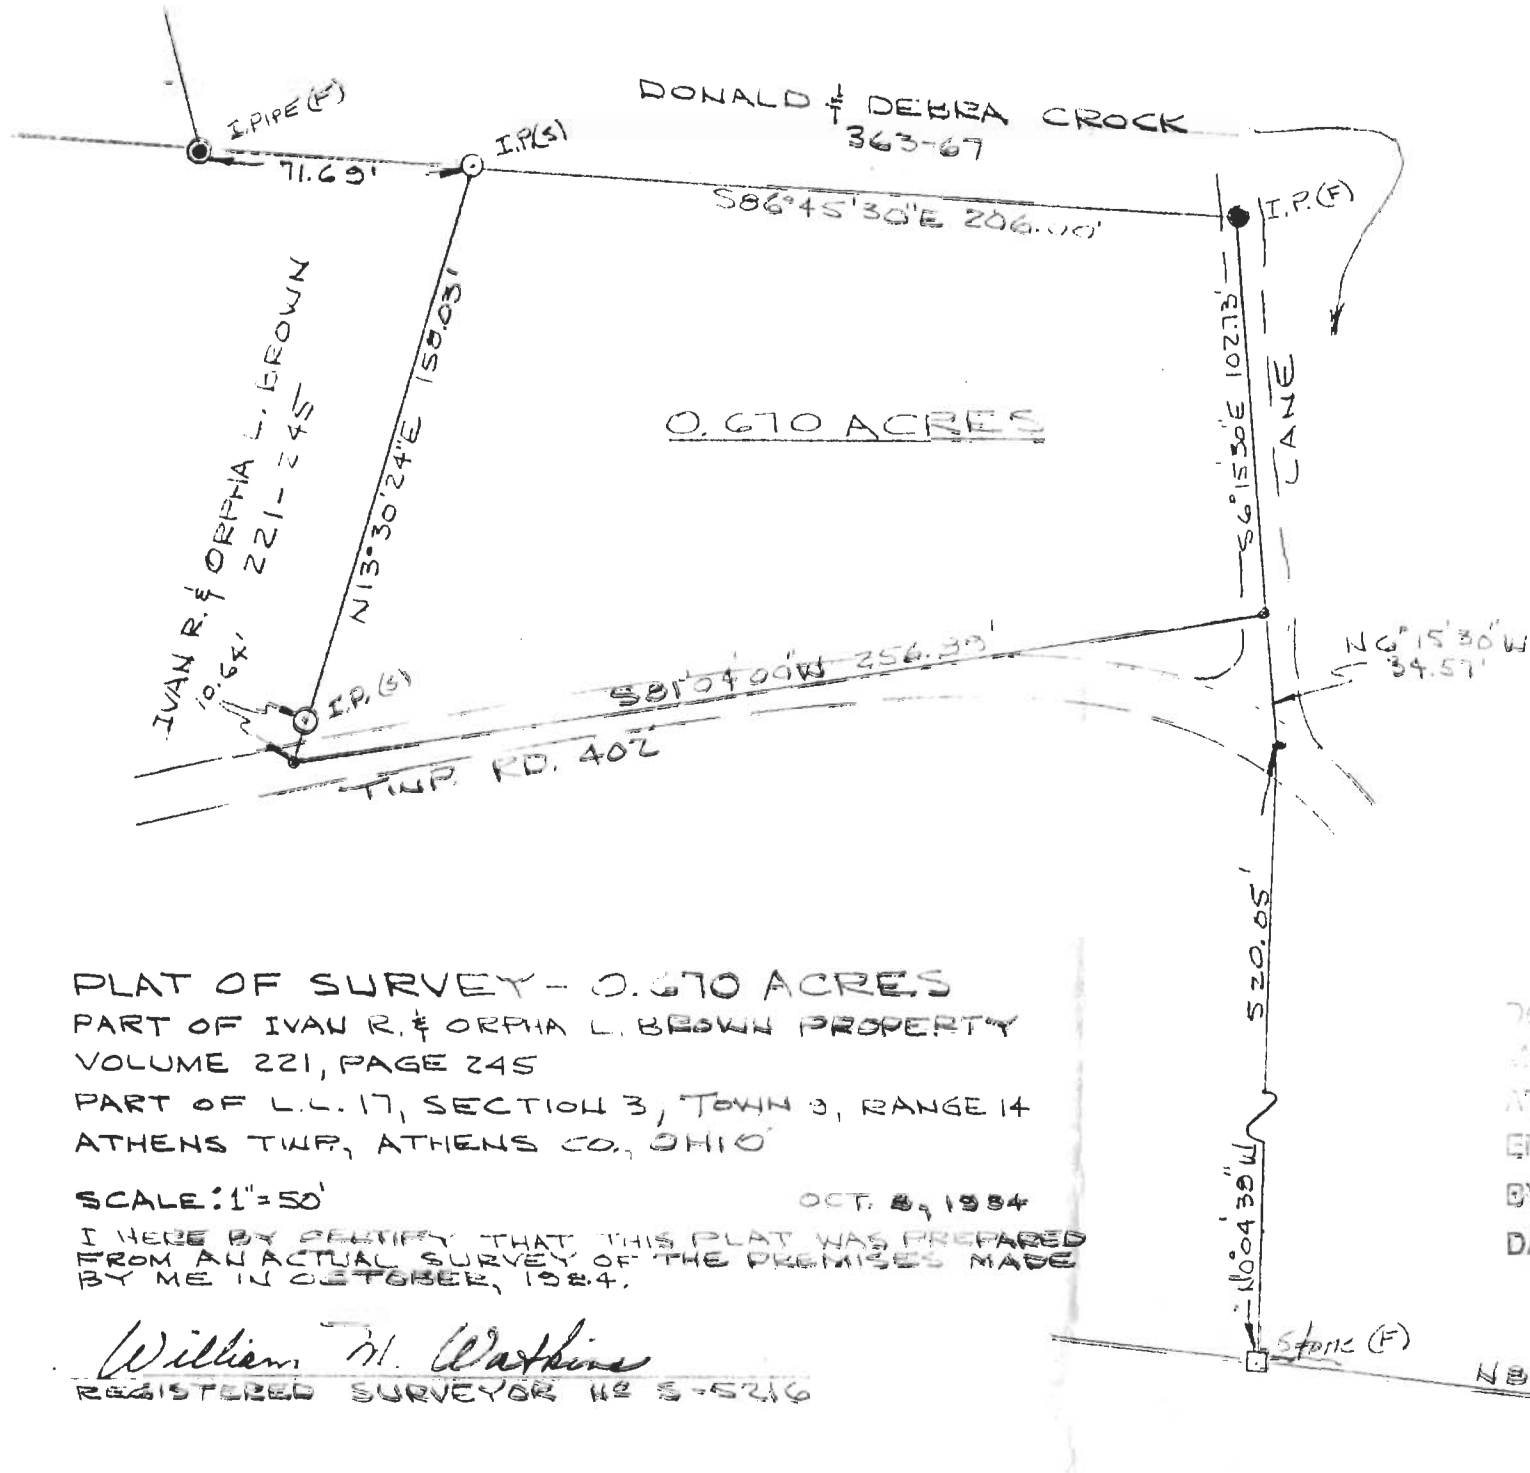 DONALD & DEBRA CROCK
363-67
I.PIPE (F)
I.P.(S)
71.69'
S86°45'30"E 206.00'
I.P.(F)
IVAN R. & ORPHA L. BROWN
221-245
N13°30'24"E 158.03'
0.670 ACRES
S6°15'30"E 102.73'
LANE
I.P.(S)
S81°04'00"W 256.39'
TWP. RD. 402
N6°15'30"W
34.57'
520.05'
N0°04'39"W
Stone (F)
N8
PLAT OF SURVEY - 0.670 ACRES
PART OF IVAN R. & ORPHA L. BROWN PROPERTY
VOLUME 221, PAGE 245
PART OF L.L. 17, SECTION 3, TOWN 9, RANGE 14
ATHENS TWP., ATHENS CO., OHIO
SCALE: 1"=50'
OCT. 8, 1984
I HERE BY CERTIFY THAT THIS PLAT WAS PREPARED
FROM AN ACTUAL SURVEY OF THE PREMISES MADE
BY ME IN OCTOBER, 1984.
William M. Watkins
REGISTERED SURVEYOR No S-5216